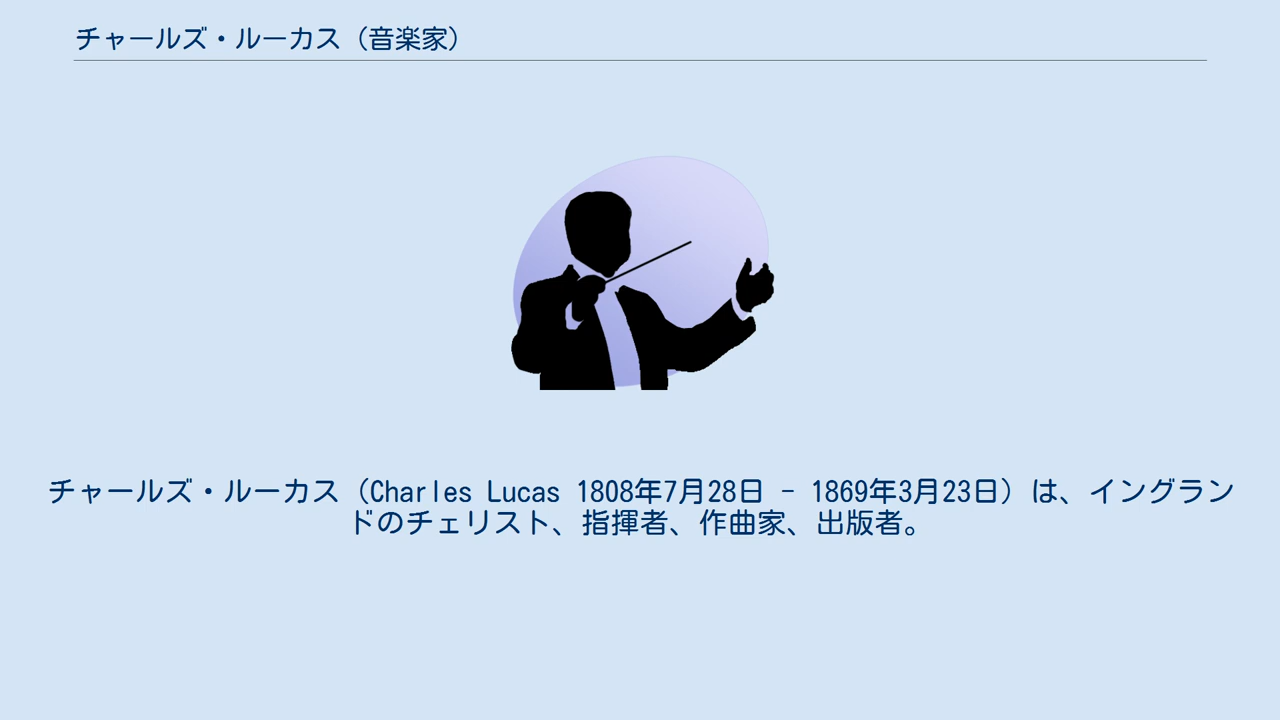 チャールズ・ルーカス（音楽家）
チャールズ・ルーカス（Charles Lucas 1808年7月28日 - 1869年3月23日）は、イングラン
ドのチェリスト、指揮者、作曲家、出版者。